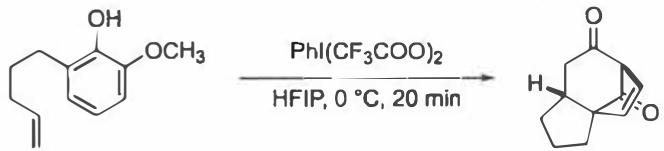 OH
OCH₃
PhI(CF₃COO)₂
HFIP, 0 °C, 20 min
O
H
O